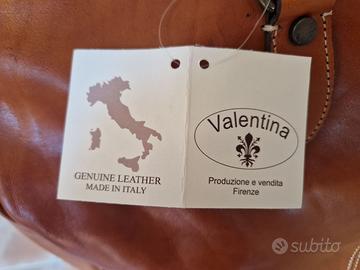 GENUINE LEATHER
MADE IN ITALY
Valentina
Produzione e vendita
Firenze
subito